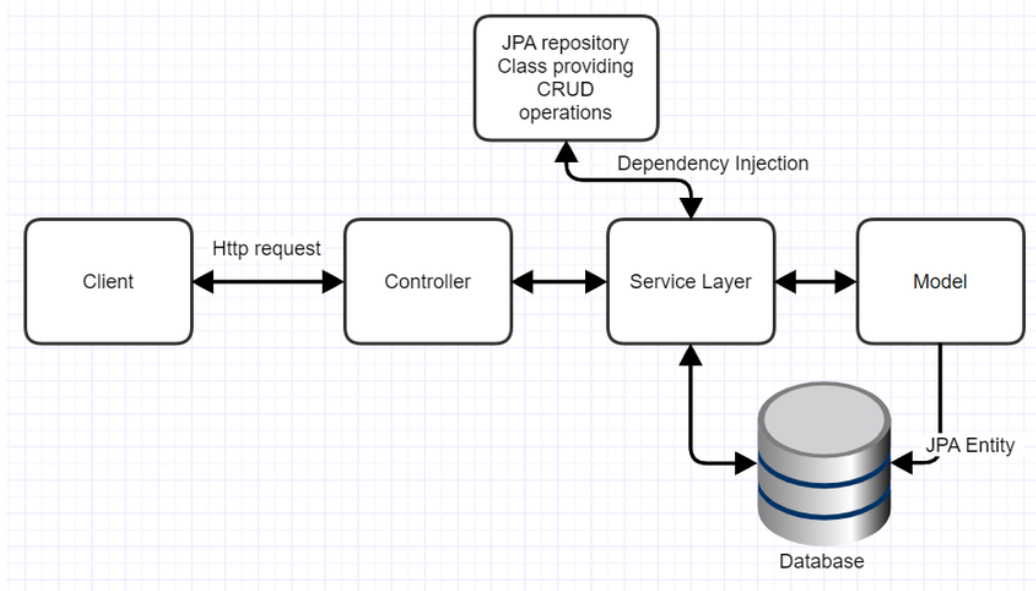 JPA repository
Class providing
CRUD
operations
Dependency Injection
Client
Http request
Controller
Service Layer
Model
JPA Entity
Database